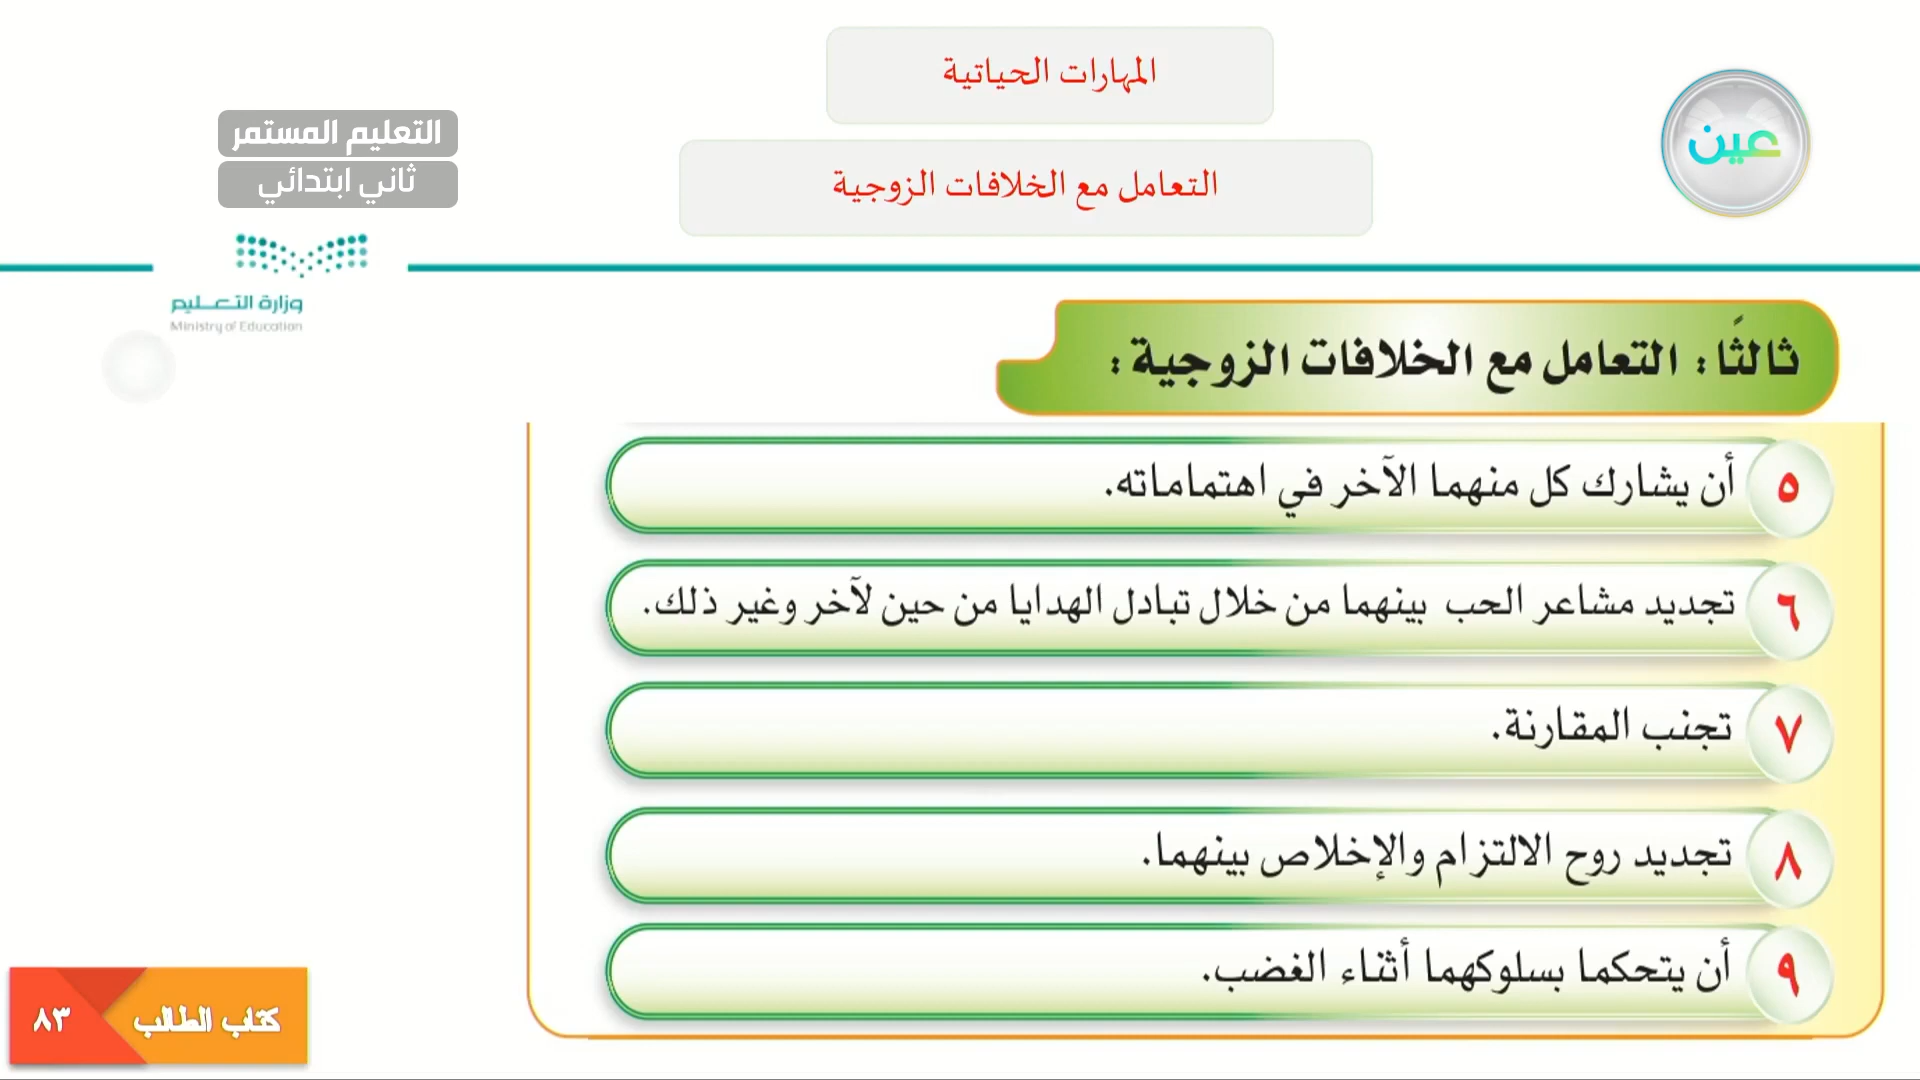 المهارات الحياتية
عين
التعليم المستمر
التعامل مع الخلافات الزوجية
ثاني ابتدائي
وزارة التعليم
Ministry of Education
ثالثًا : التعامل مع الخلافات الزوجية :
٥ أن يشارك كل منهما الآخر في اهتماماته.
٦ تجديد مشاعر الحب بينهما من خلال تبادل الهدايا من حين لآخر وغير ذلك.
٧ تجنب المقارنة.
٨ تجديد روح الالتزام والإخلاص بينهما.
٩ أن يتحكما بسلوكهما أثناء الغضب.
كتاب الطالب ٨٣